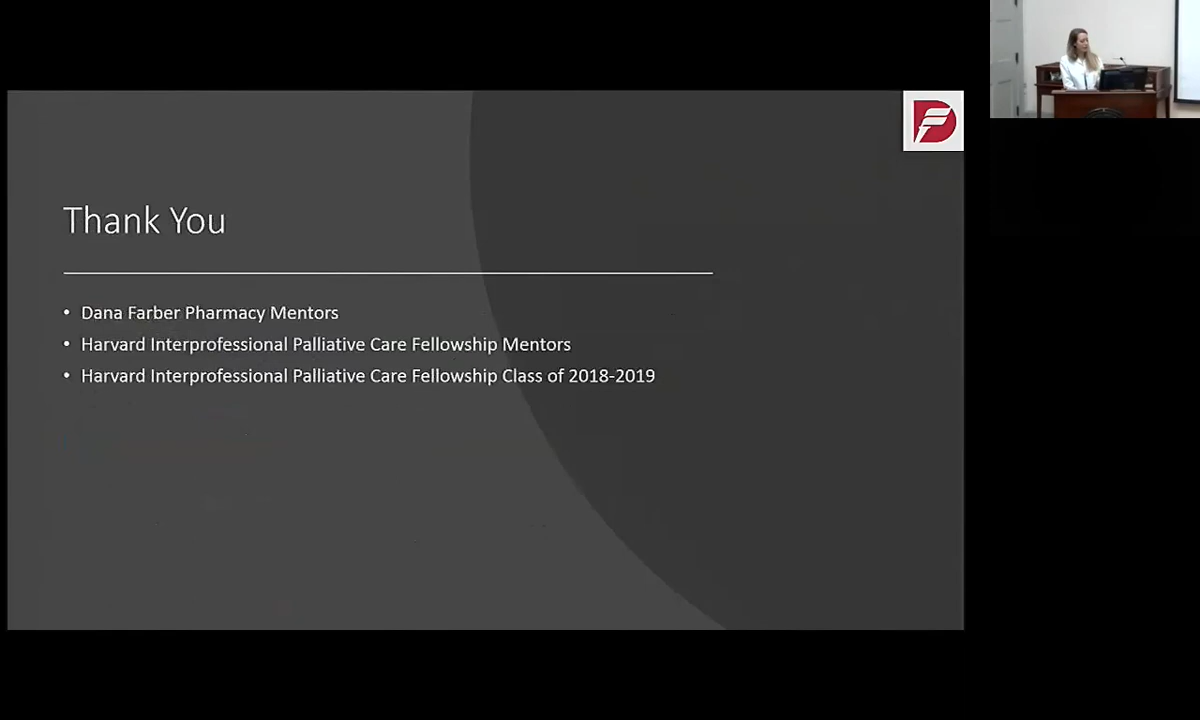 Thank You
• Dana Farber Pharmacy Mentors
• Harvard Interprofessional Palliative Care Fellowship Mentors
• Harvard Interprofessional Palliative Care Fellowship Class of 2018-2019